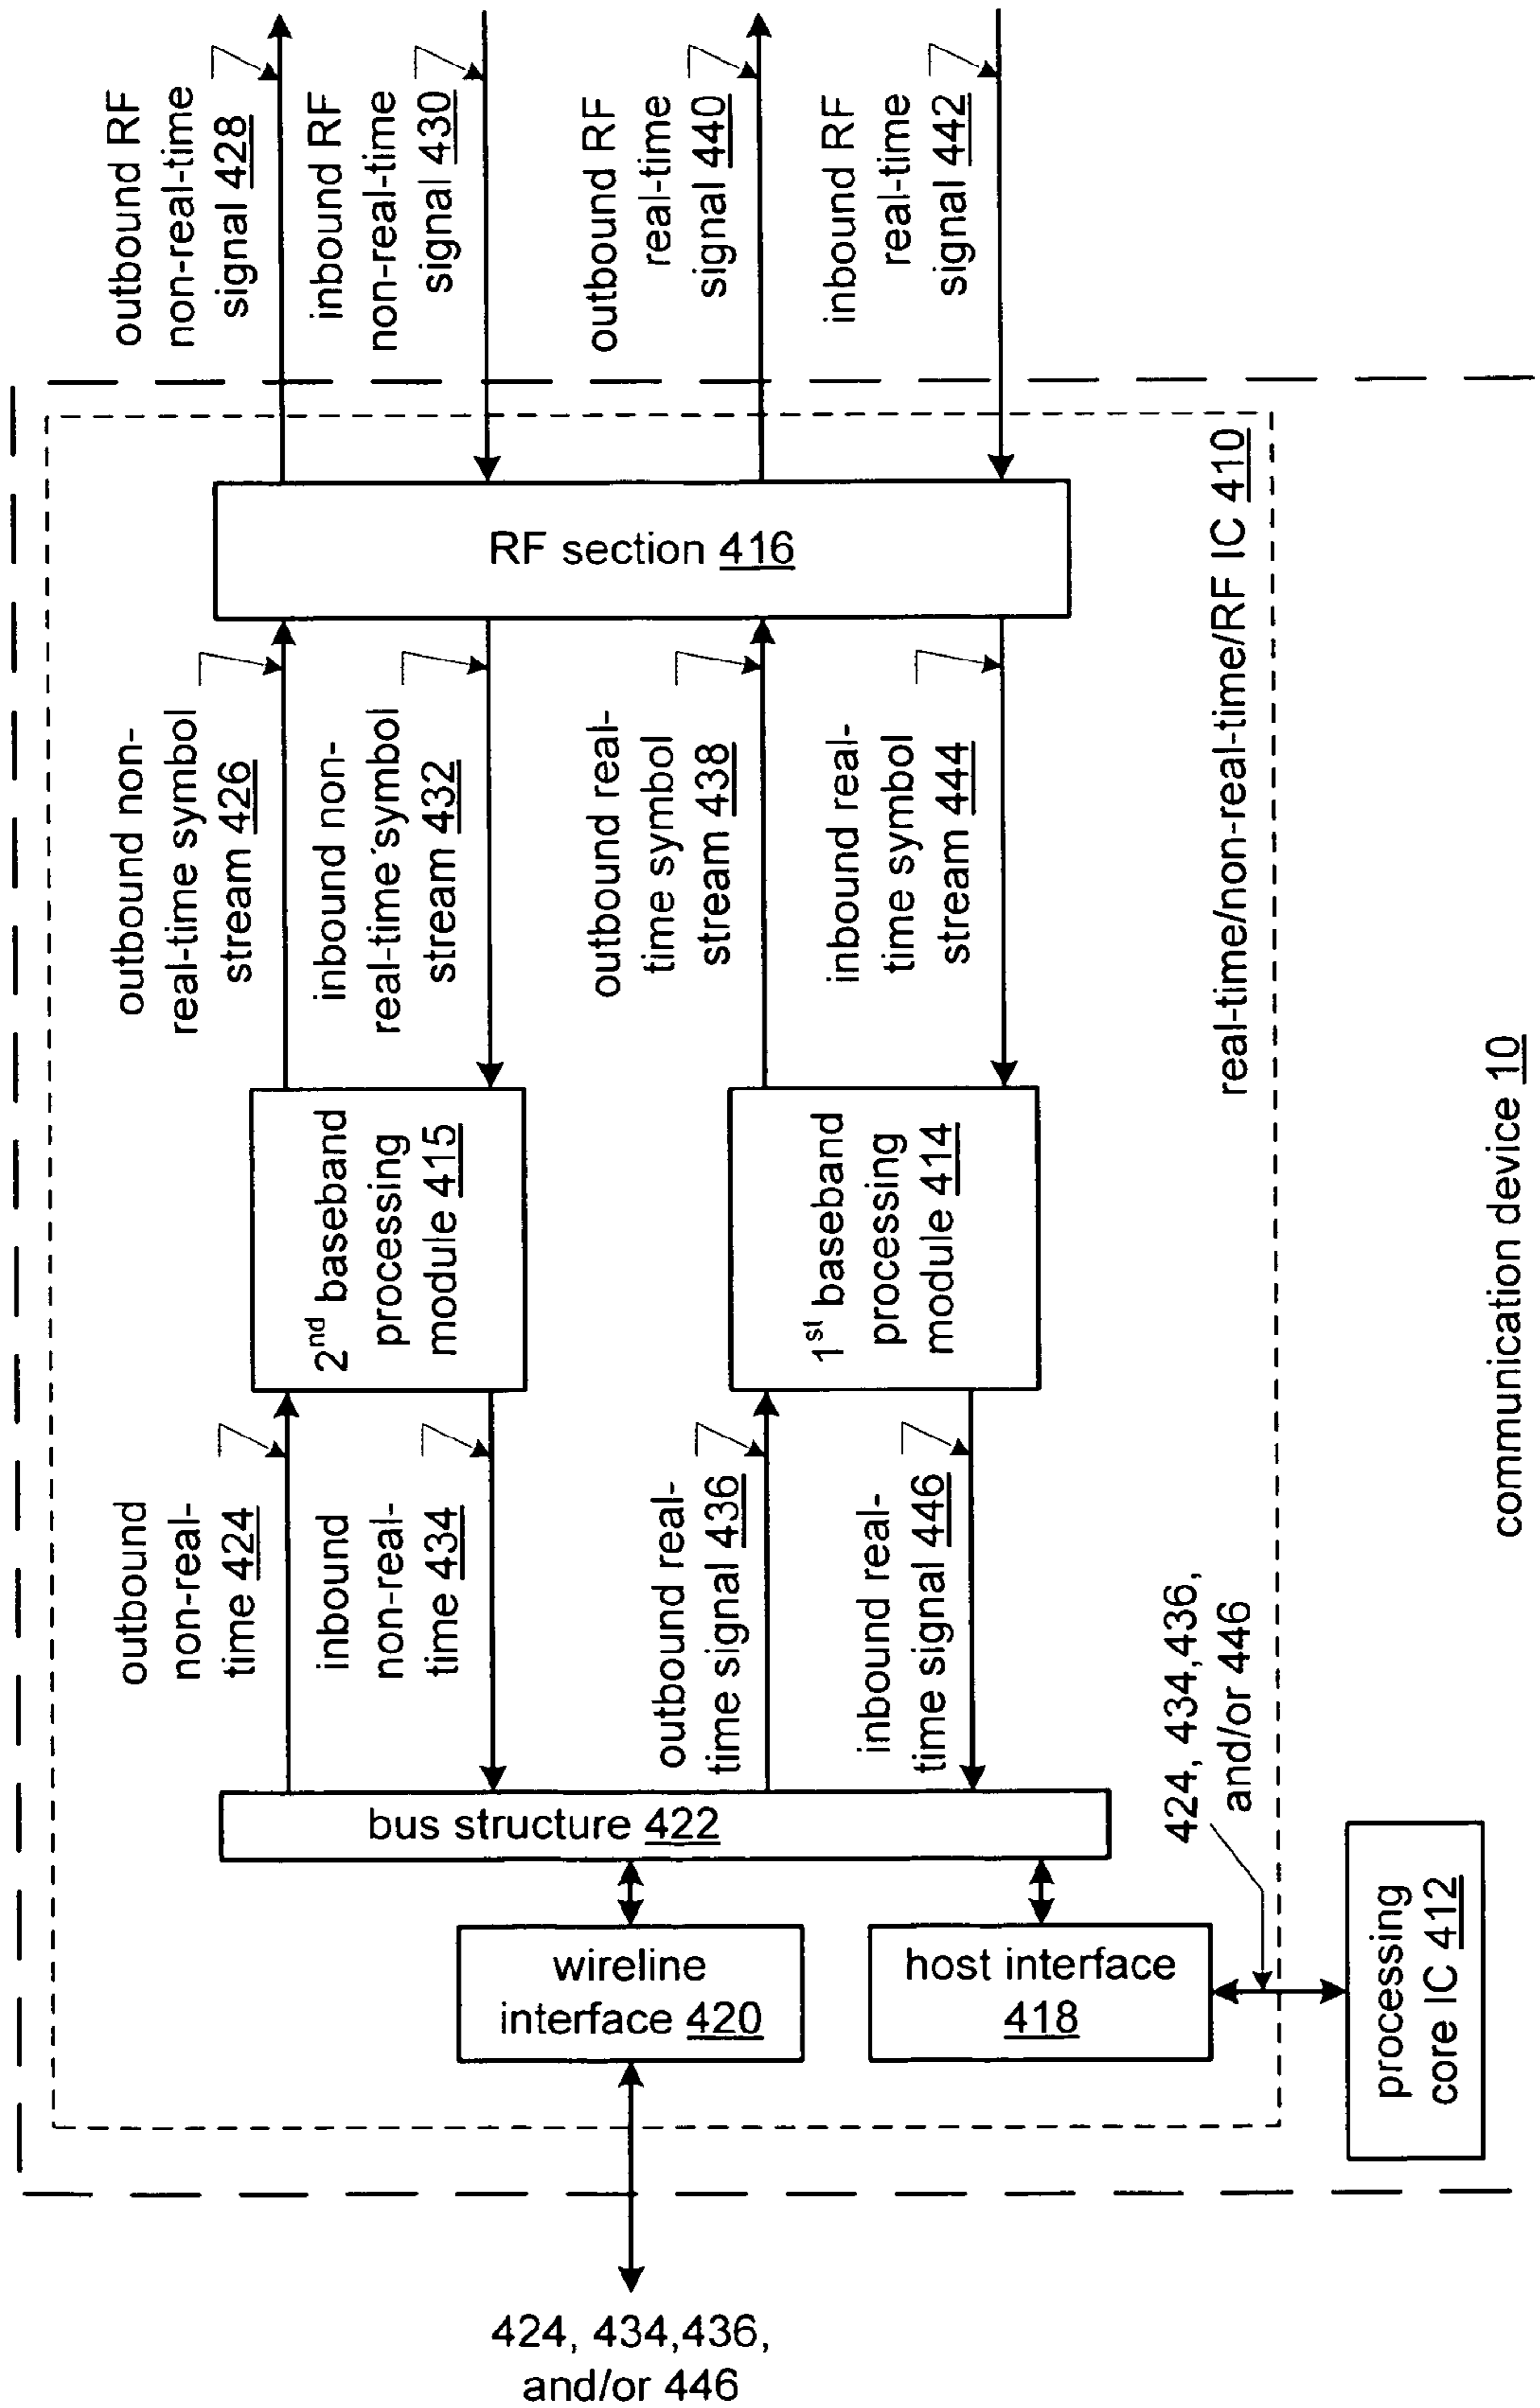 outbound RF
non-real-time
signal 428
inbound RF
non-real-time
signal 430
outbound RF
real-time
signal 440
inbound RF
real-time
signal 442
RF section 416
real-time/non-real-time/RF IC 410
outbound non-
real-time symbol
stream 426
inbound non-
real-time symbol
stream 432
outbound real-
time symbol
stream 438
inbound real-
time symbol
stream 444
2nd baseband
processing
module 415
1st baseband
processing
module 414
communication device 10
outbound
non-real-
time 424
inbound
non-real-
time 434
outbound real-
time signal 436
inbound real-
time signal 446
424, 434,436,
and/or 446
bus structure 422
wireline
interface 420
host interface
418
processing
core IC 412
424, 434,436,
and/or 446